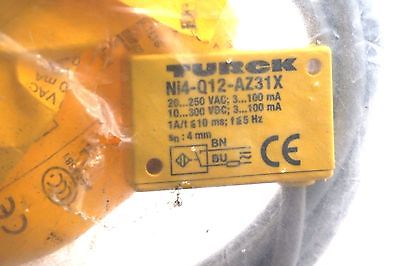 TURCK
Ni4-Q12-AZ31X
20...250 VAC; 3...100 mA
10...300 VDC; 3...100 mA
1A/t ≦ 10 ms; f ≦ 5 Hz
sn : 4 mm
BN
BU
CE